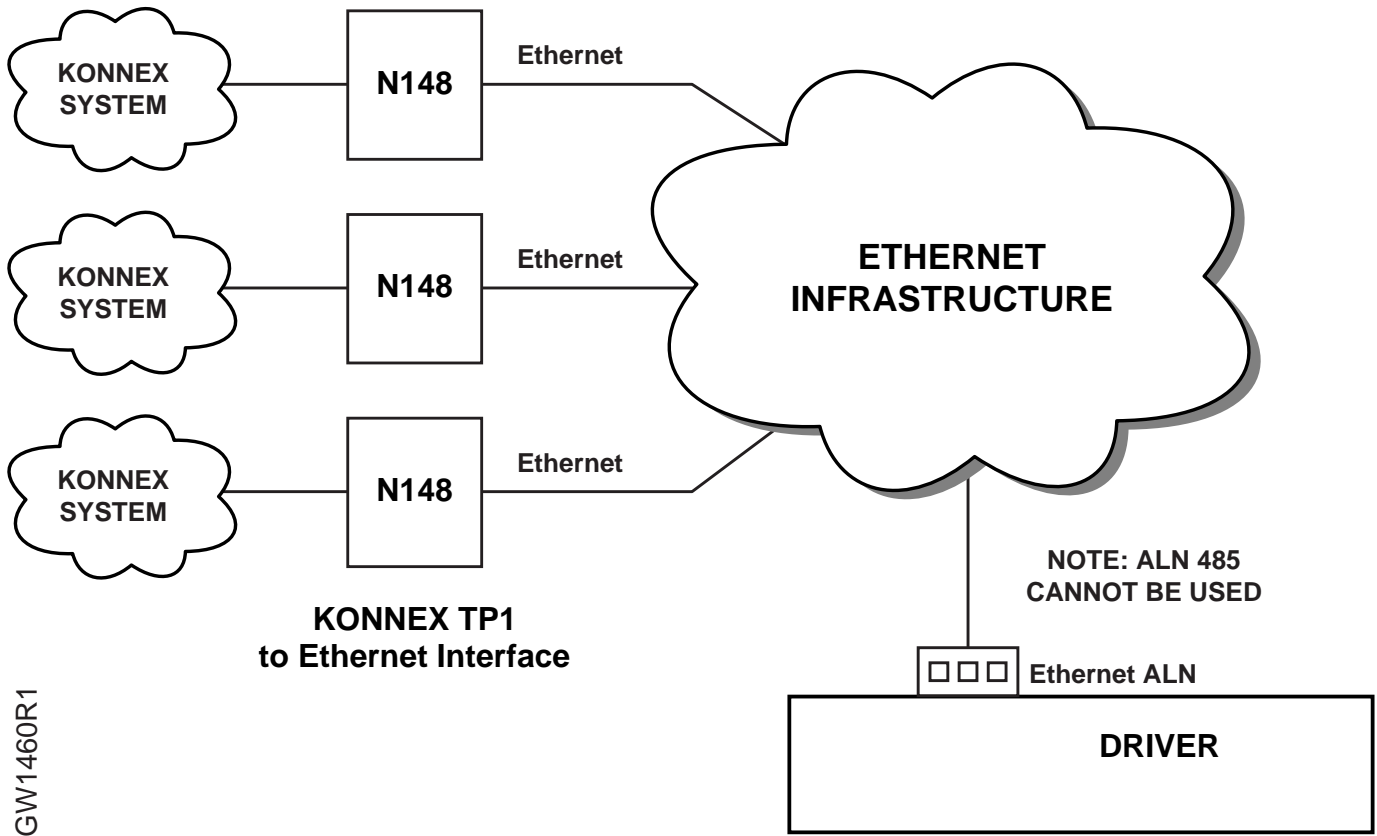 KONNEX
SYSTEM
N148
Ethernet
KONNEX
SYSTEM
N148
Ethernet
ETHERNET
INFRASTRUCTURE
KONNEX
SYSTEM
N148
Ethernet
NOTE: ALN 485
CANNOT BE USED
KONNEX TP1
to Ethernet Interface
Ethernet ALN
DRIVER
GW1460R1